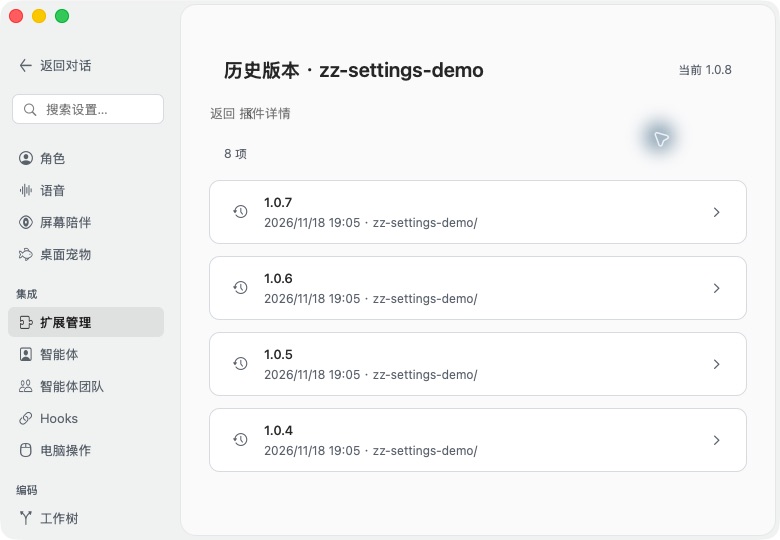 返回对话
搜索设置...
角色
语音
屏幕陪伴
桌面宠物
集成
扩展管理
智能体
智能体团队
Hooks
电脑操作
编码
工作树
历史版本 · zz-settings-demo
当前 1.0.8
返回 插件详情
8 项
1.0.7
2026/11/18 19:05 · zz-settings-demo/
1.0.6
2026/11/18 19:05 · zz-settings-demo/
1.0.5
2026/11/18 19:05 · zz-settings-demo/
1.0.4
2026/11/18 19:05 · zz-settings-demo/